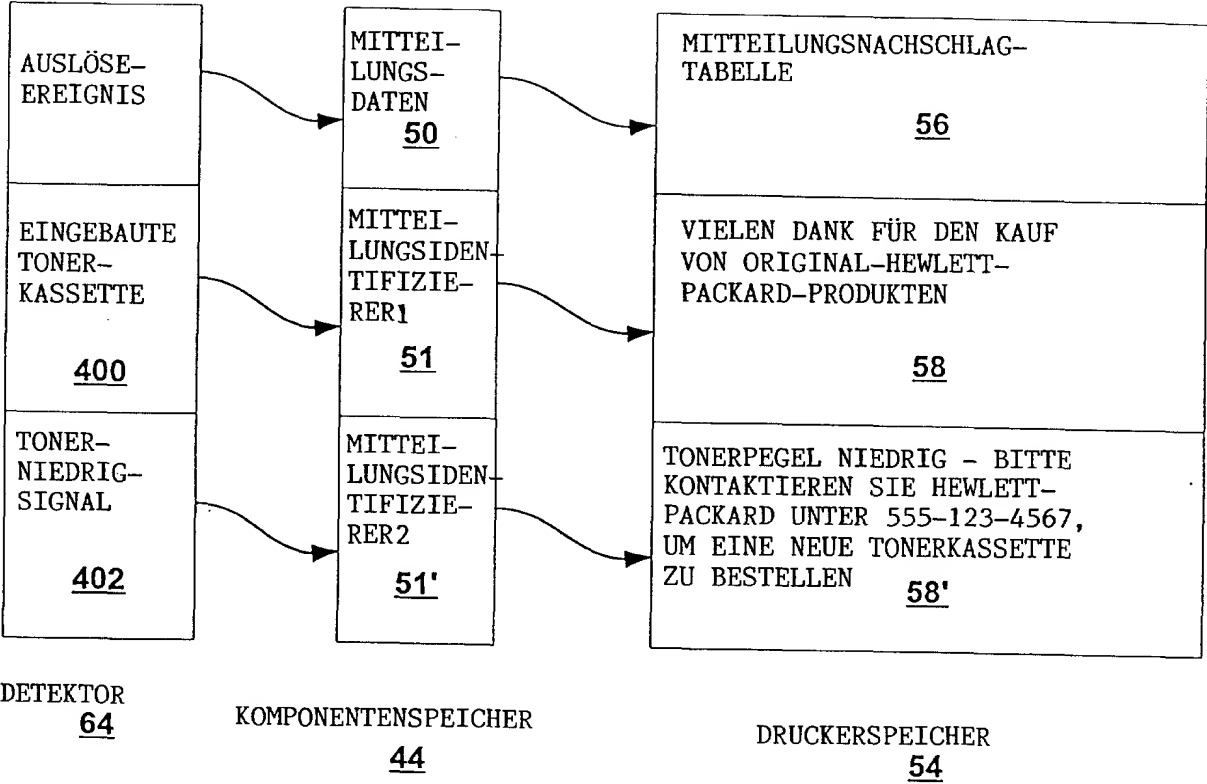 AUSLÖSE-
EREIGNIS
MITTEI-
LUNGS-
DATEN
50
MITTEILUNGSNACHSCHLAG-
TABELLE
56
EINGEBAUTE
TONER-
KASSETTE
400
MITTEI-
LUNGSIDEN-
TIFIZIE-
RER1
51
VIELEN DANK FÜR DEN KAUF
VON ORIGINAL-HEWLETT-
PACKARD-PRODUKTEN
58
TONER-
NIEDRIG-
SIGNAL
402
MITTEI-
LUNGSIDEN-
TIFIZIE-
RER2
51'
TONERPEGEL NIEDRIG - BITTE
KONTAKTIEREN SIE HEWLETT-
PACKARD UNTER 555-123-4567,
UM EINE NEUE TONERKASSETTE
ZU BESTELLEN
58'
DETEKTOR
64
KOMPONENTENSPEICHER
44
DRUCKERSPEICHER
54